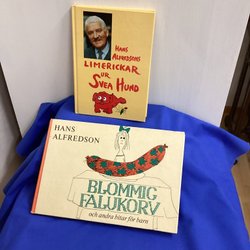 HANS
ALFREDSONS
LIMERICKAR
UR
SVEA HUND
HANS
ALFREDSON
BLOMMIG
FALUKORV
och andra bitar för barn